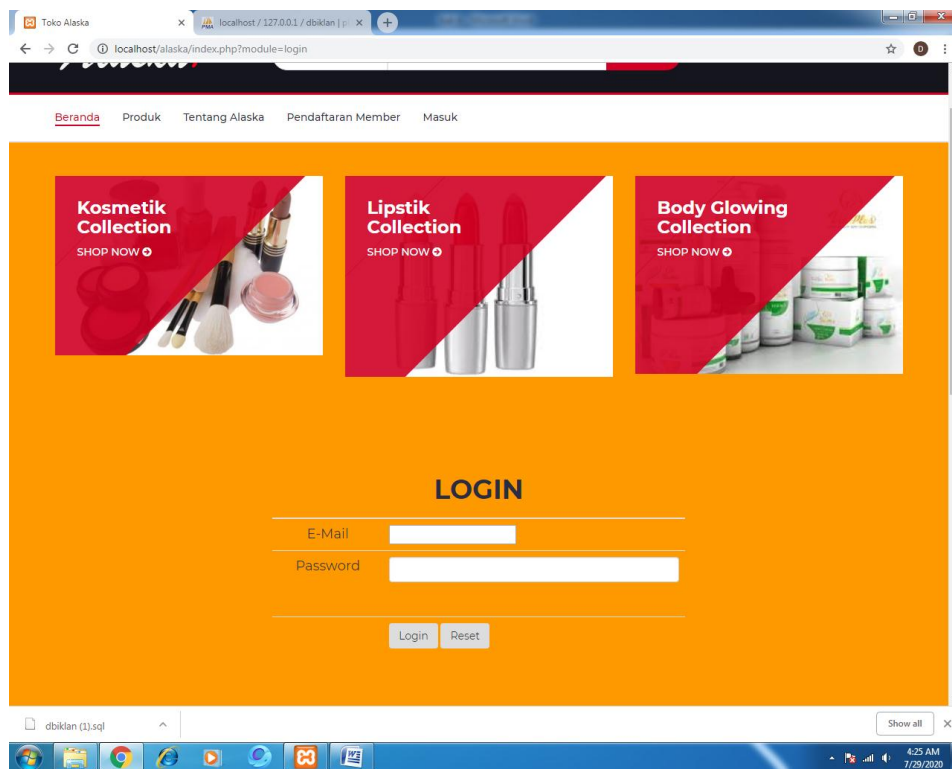 Toko Alaska
localhost / 127.0.0.1 / dbiklan | p
localhost/alaska/index.php?module=login
D
Beranda Produk Tentang Alaska Pendaftaran Member Masuk
Kosmetik
Collection
SHOP NOW
Lipstik
Collection
SHOP NOW
Body Glowing
Collection
SHOP NOW
LOGIN
E-Mail
Password
Login Reset
dbiklan (1).sql
Show all
4:25 AM
7/29/2020